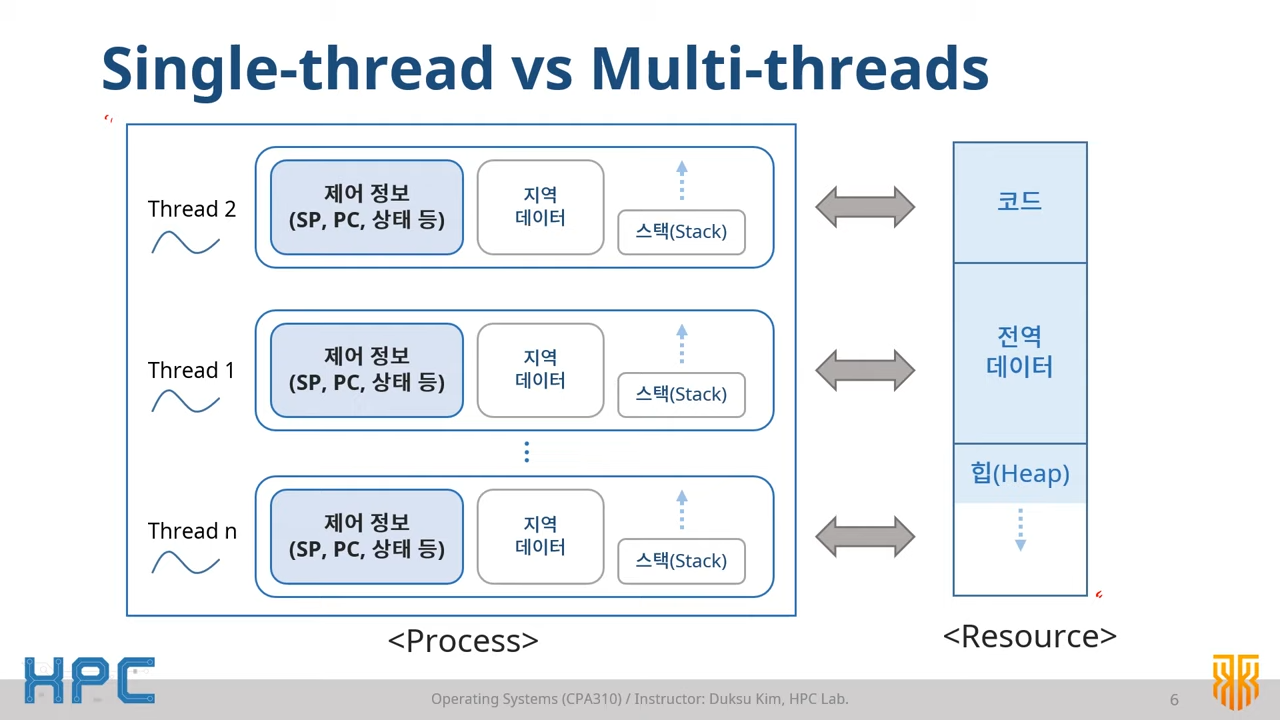 Single-thread vs Multi-threads
Thread 2
제어 정보
(SP, PC, 상태 등)
지역
데이터
스택(Stack)
Thread 1
제어 정보
(SP, PC, 상태 등)
지역
데이터
스택(Stack)
Thread n
제어 정보
(SP, PC, 상태 등)
지역
데이터
스택(Stack)
<Process>
코드
전역
데이터
힙(Heap)
<Resource>
HPC
Operating Systems (CPA310) / Instructor: Duksu Kim, HPC Lab.
6